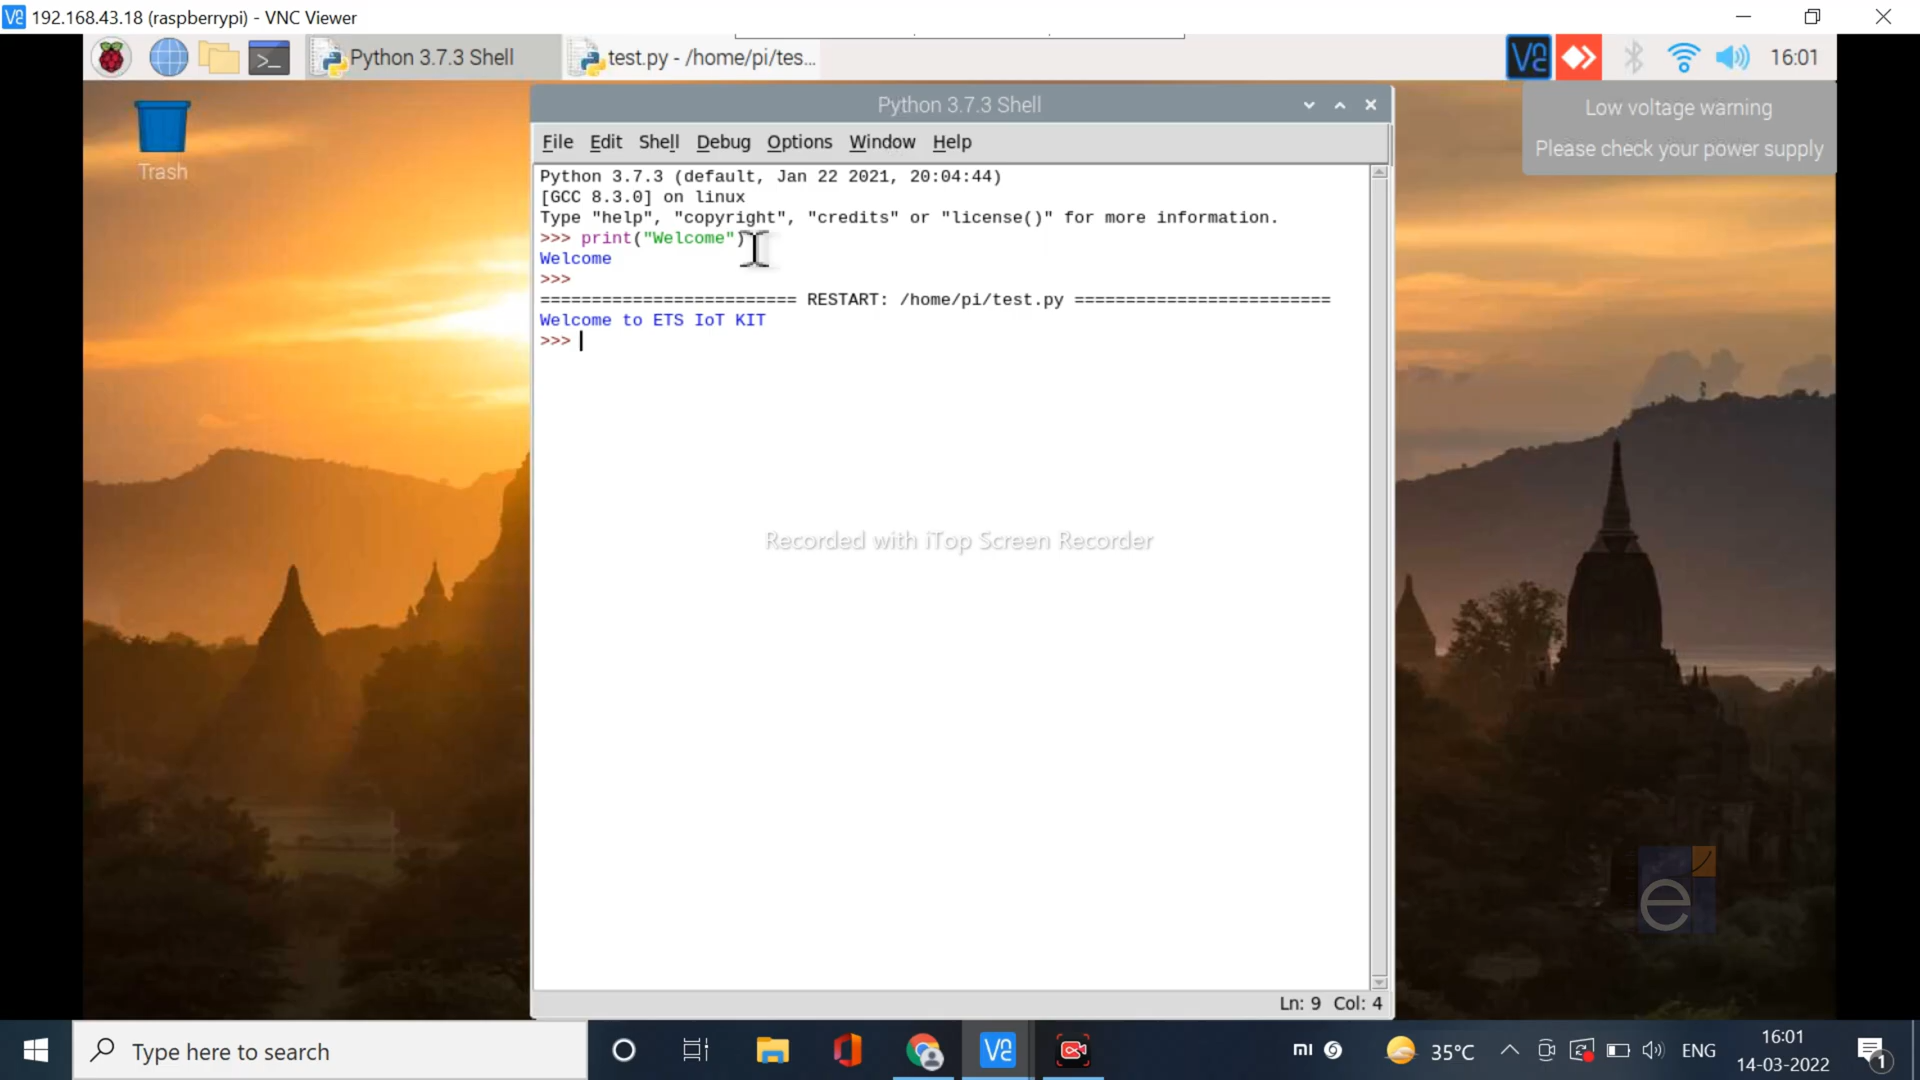 192.168.43.18 (raspberrypi) - VNC Viewer
Python 3.7.3 Shell
test.py - /home/pi/tes...
16:01
Low voltage warning
Please check your power supply
Trash
Python 3.7.3 Shell
File Edit Shell Debug Options Window Help
Python 3.7.3 (default, Jan 22 2021, 20:04:44)
[GCC 8.3.0] on linux
Type "help", "copyright", "credits" or "license()" for more information.
>>> print("Welcome")
Welcome
>>>
========================= RESTART: /home/pi/test.py =========================
Welcome to ETS IoT KIT
>>>
Recorded with iTop Screen Recorder
Ln: 9 Col: 4
Type here to search
35°C
ENG
16:01
14-03-2022
1